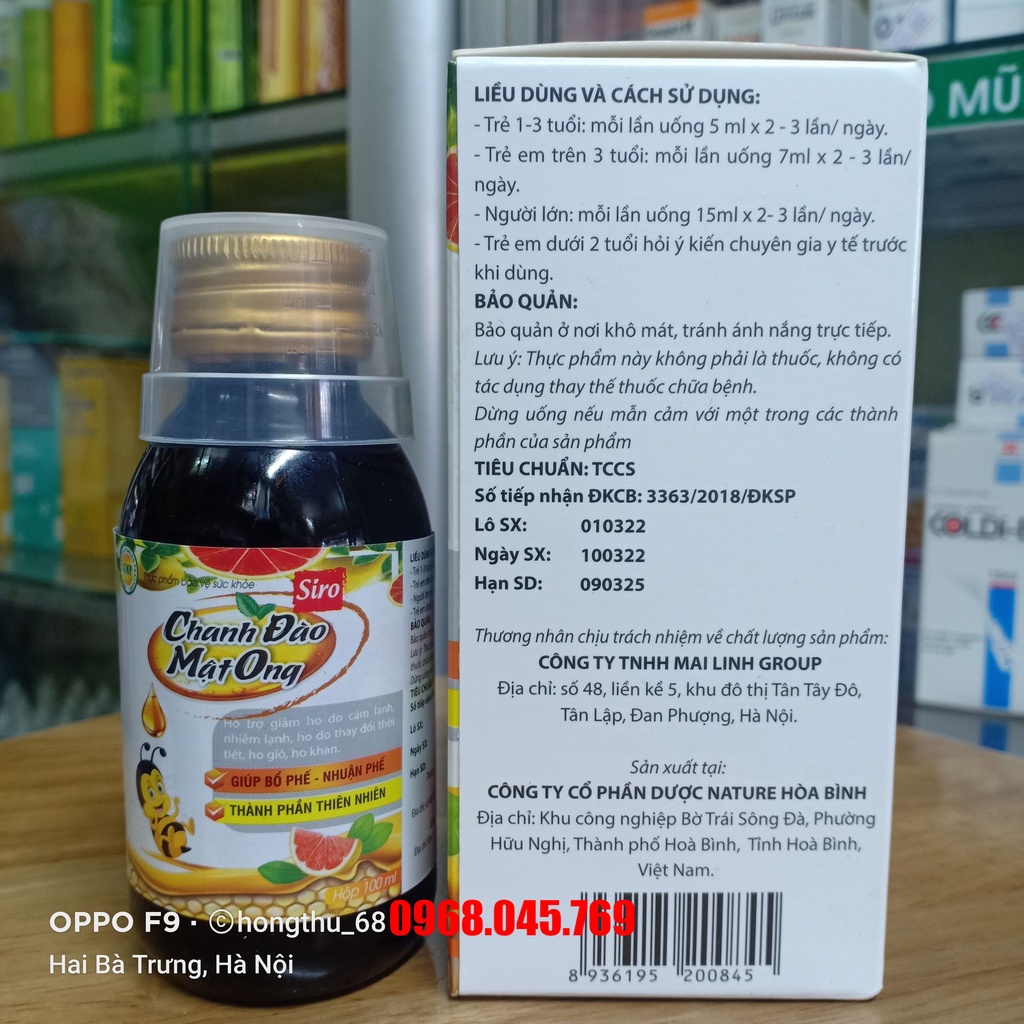 LIỀU DÙNG VÀ CÁCH SỬ DỤNG:
- Trẻ 1-3 tuổi: mỗi lần uống 5 ml x 2 - 3 lần/ ngày.
- Trẻ em trên 3 tuổi: mỗi lần uống 7ml x 2 - 3 lần/
ngày.
- Người lớn: mỗi lần uống 15ml x 2- 3 lần/ ngày.
- Trẻ em dưới 2 tuổi hỏi ý kiến chuyên gia y tế trước
khi dùng.
BẢO QUẢN:
Bảo quản ở nơi khô mát, tránh ánh nắng trực tiếp.
Lưu ý: Thực phẩm này không phải là thuốc, không có
tác dụng thay thế thuốc chữa bệnh.
Dừng uống nếu mẫn cảm với một trong các thành
phần của sản phẩm
TIÊU CHUẨN: TCCS
Số tiếp nhận ĐKCB: 3363/2018/ĐKSP
Lô SX: 010322
Ngày SX: 100322
Hạn SD: 090325
Thương nhân chịu trách nhiệm về chất lượng sản phẩm:
CÔNG TY TNHH MAI LINH GROUP
Địa chỉ: số 48, liền kề 5, khu đô thị Tân Tây Đô,
Tân Lập, Đan Phượng, Hà Nội.
Sản xuất tại:
CÔNG TY CỔ PHẦN DƯỢC NATURE HÒA BÌNH
Địa chỉ: Khu công nghiệp Bờ Trái Sông Đà, Phường
Hữu Nghị, Thành phố Hoà Bình, Tỉnh Hoà Bình,
Việt Nam.
8 936195 200845
Thực phẩm bảo vệ sức khỏe
Siro
Chanh Đào
Mật Ong
Hỗ trợ giảm ho do cảm lạnh,
nhiễm lạnh, ho do thay đổi thời
tiết, ho gió, ho khan.
GIÚP BỔ PHẾ - NHUẬN PHẾ
THÀNH PHẦN THIÊN NHIÊN
Hộp 100 ml
MŨ
COLDI-
OPPO F9 · ©hongthu_68
0968.045.769
Hai Bà Trưng, Hà Nội